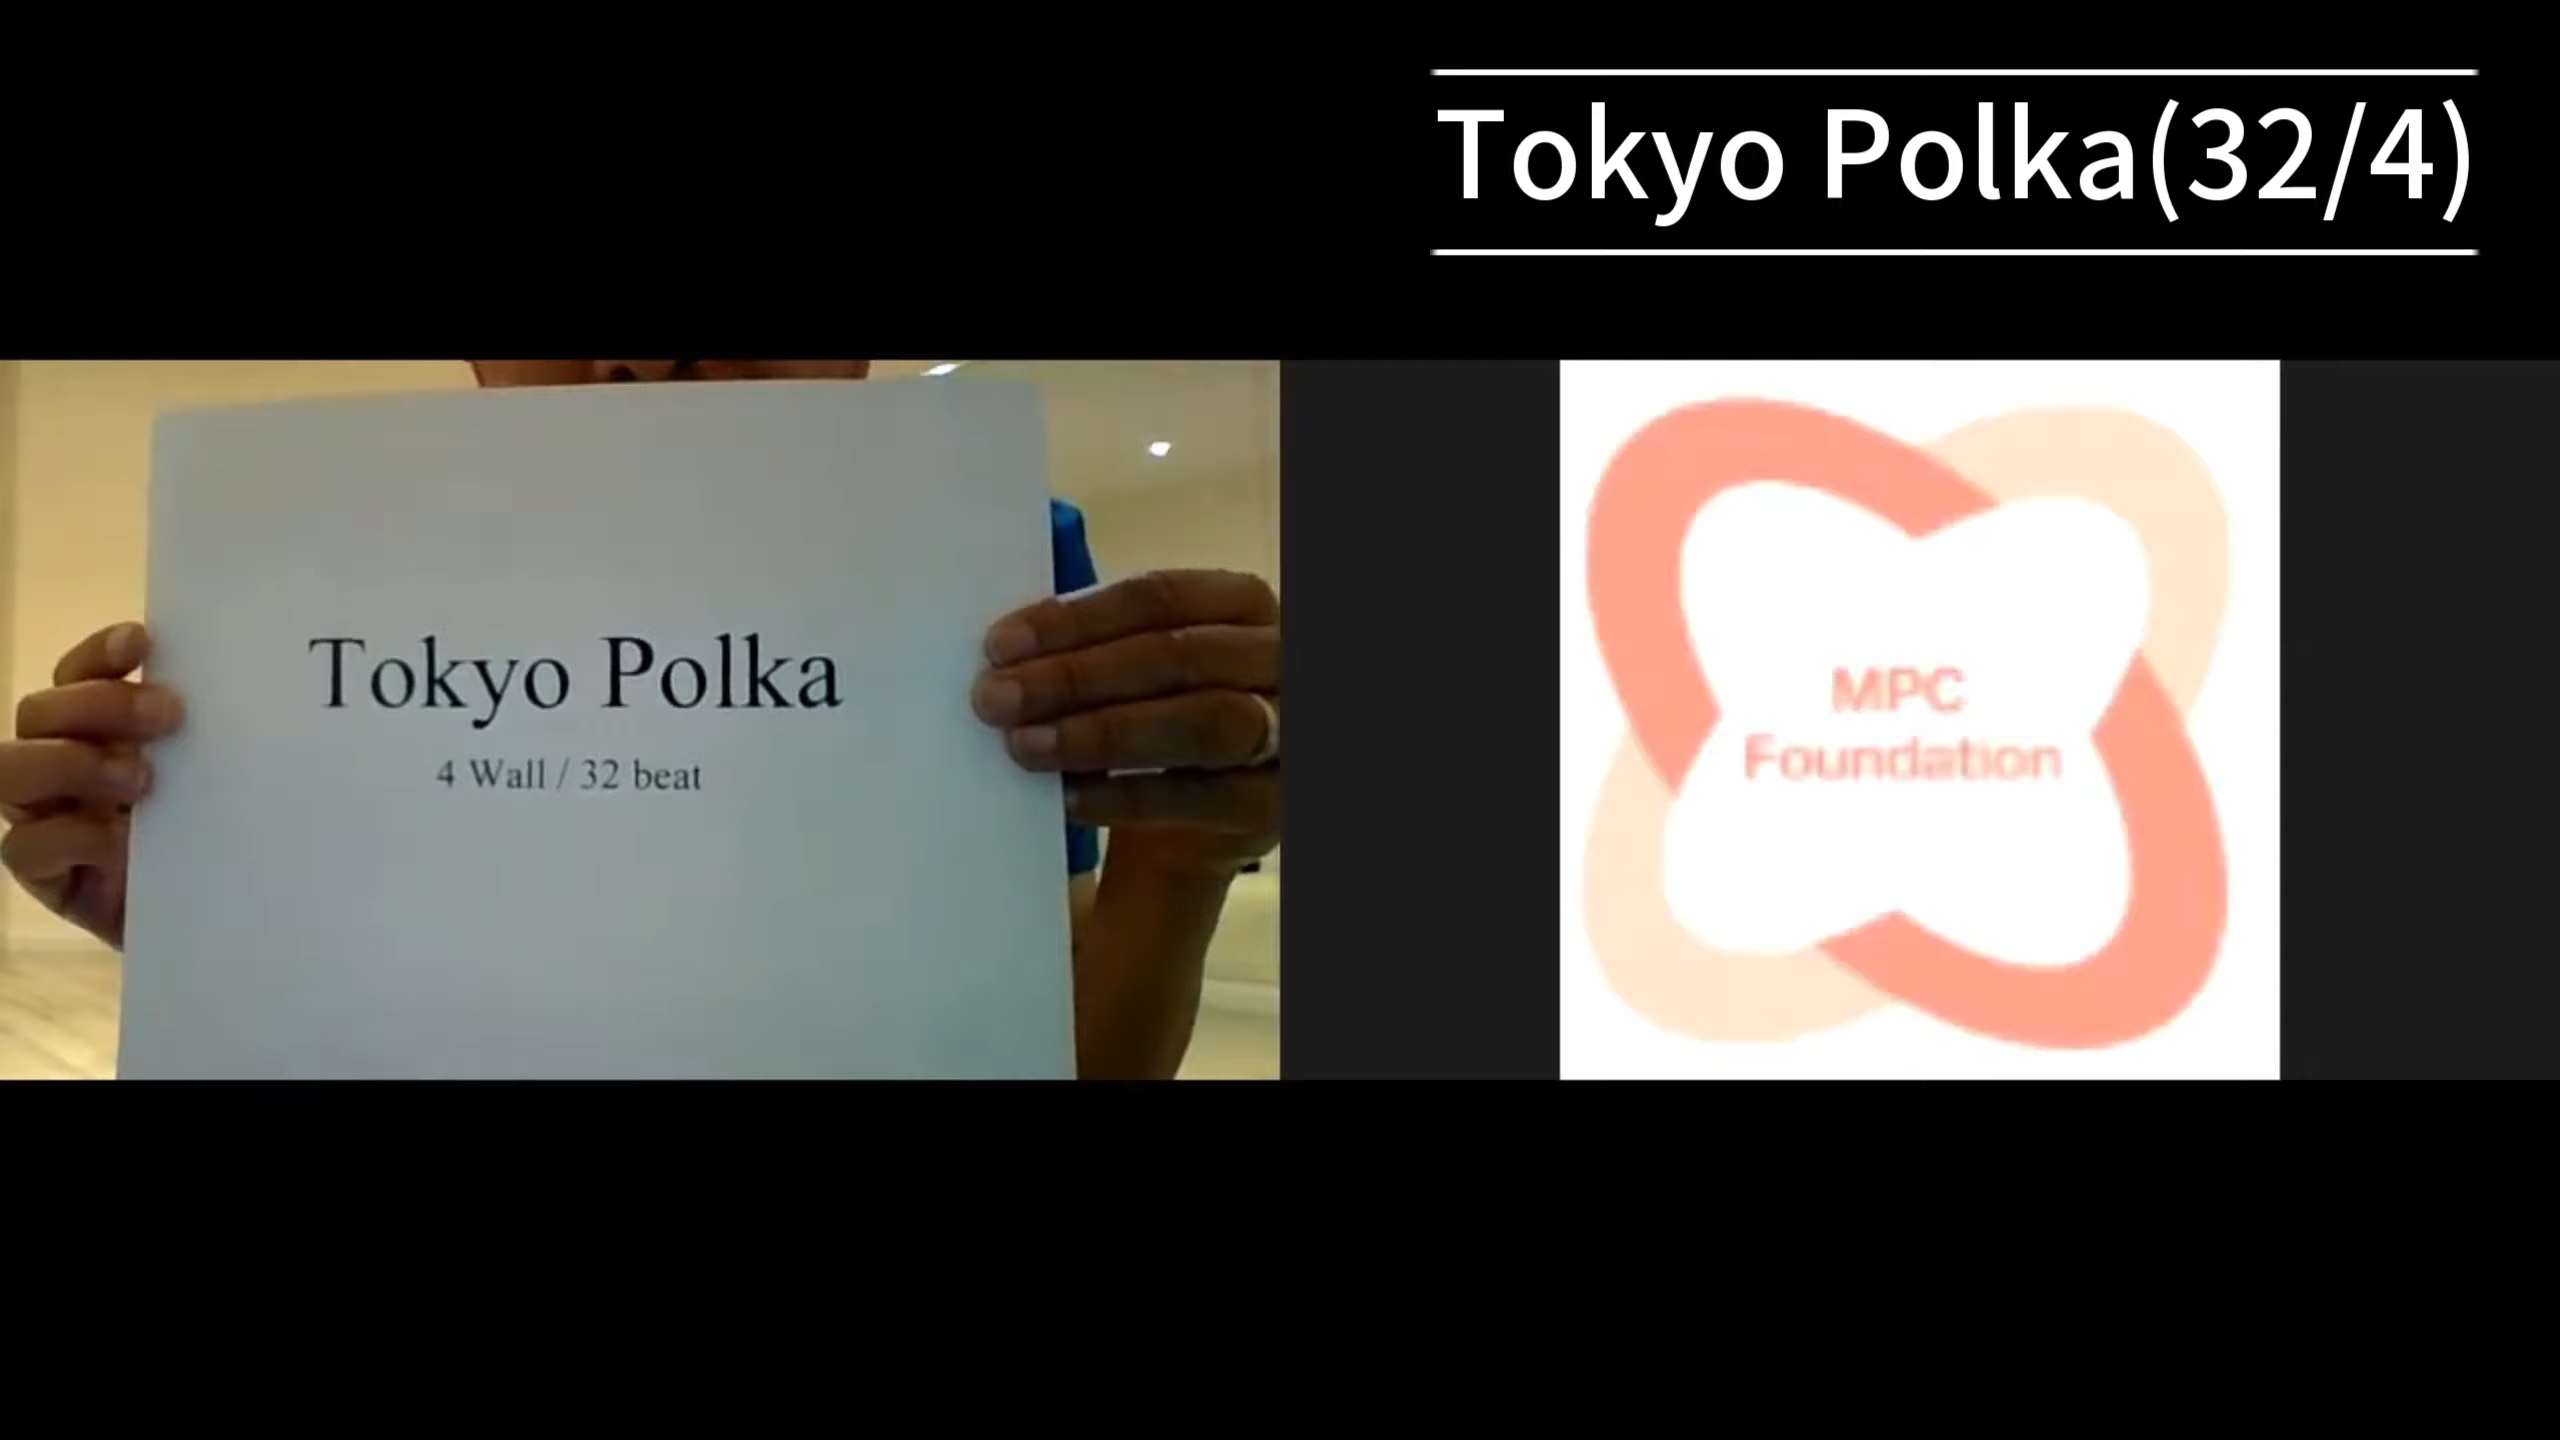 Tokyo Polka(32/4)
Tokyo Polka
4 Wall / 32 beat
MPC
Foundation